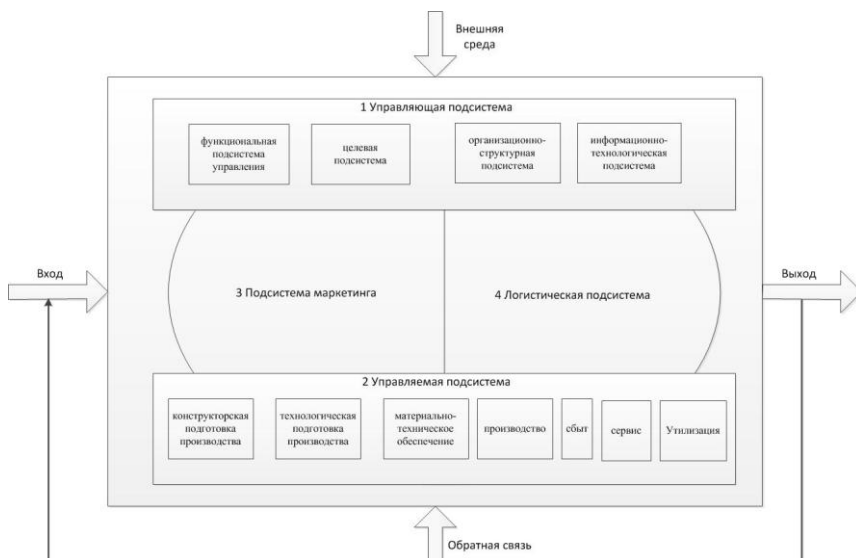 Внешняя
среда
1 Управляющая подсистема
функциональная
подсистема
управления
целевая
подсистема
организационно-
структурная
подсистема
информационно-
технологическая
подсистема
Вход
3 Подсистема маркетинга
4 Логистическая подсистема
Выход
2 Управляемая подсистема
конструкторская
подготовка
производства
технологическая
подготовка
производства
материально-
техническое
обеспечение
производство
сбыт
сервис
Утилизация
Обратная связь